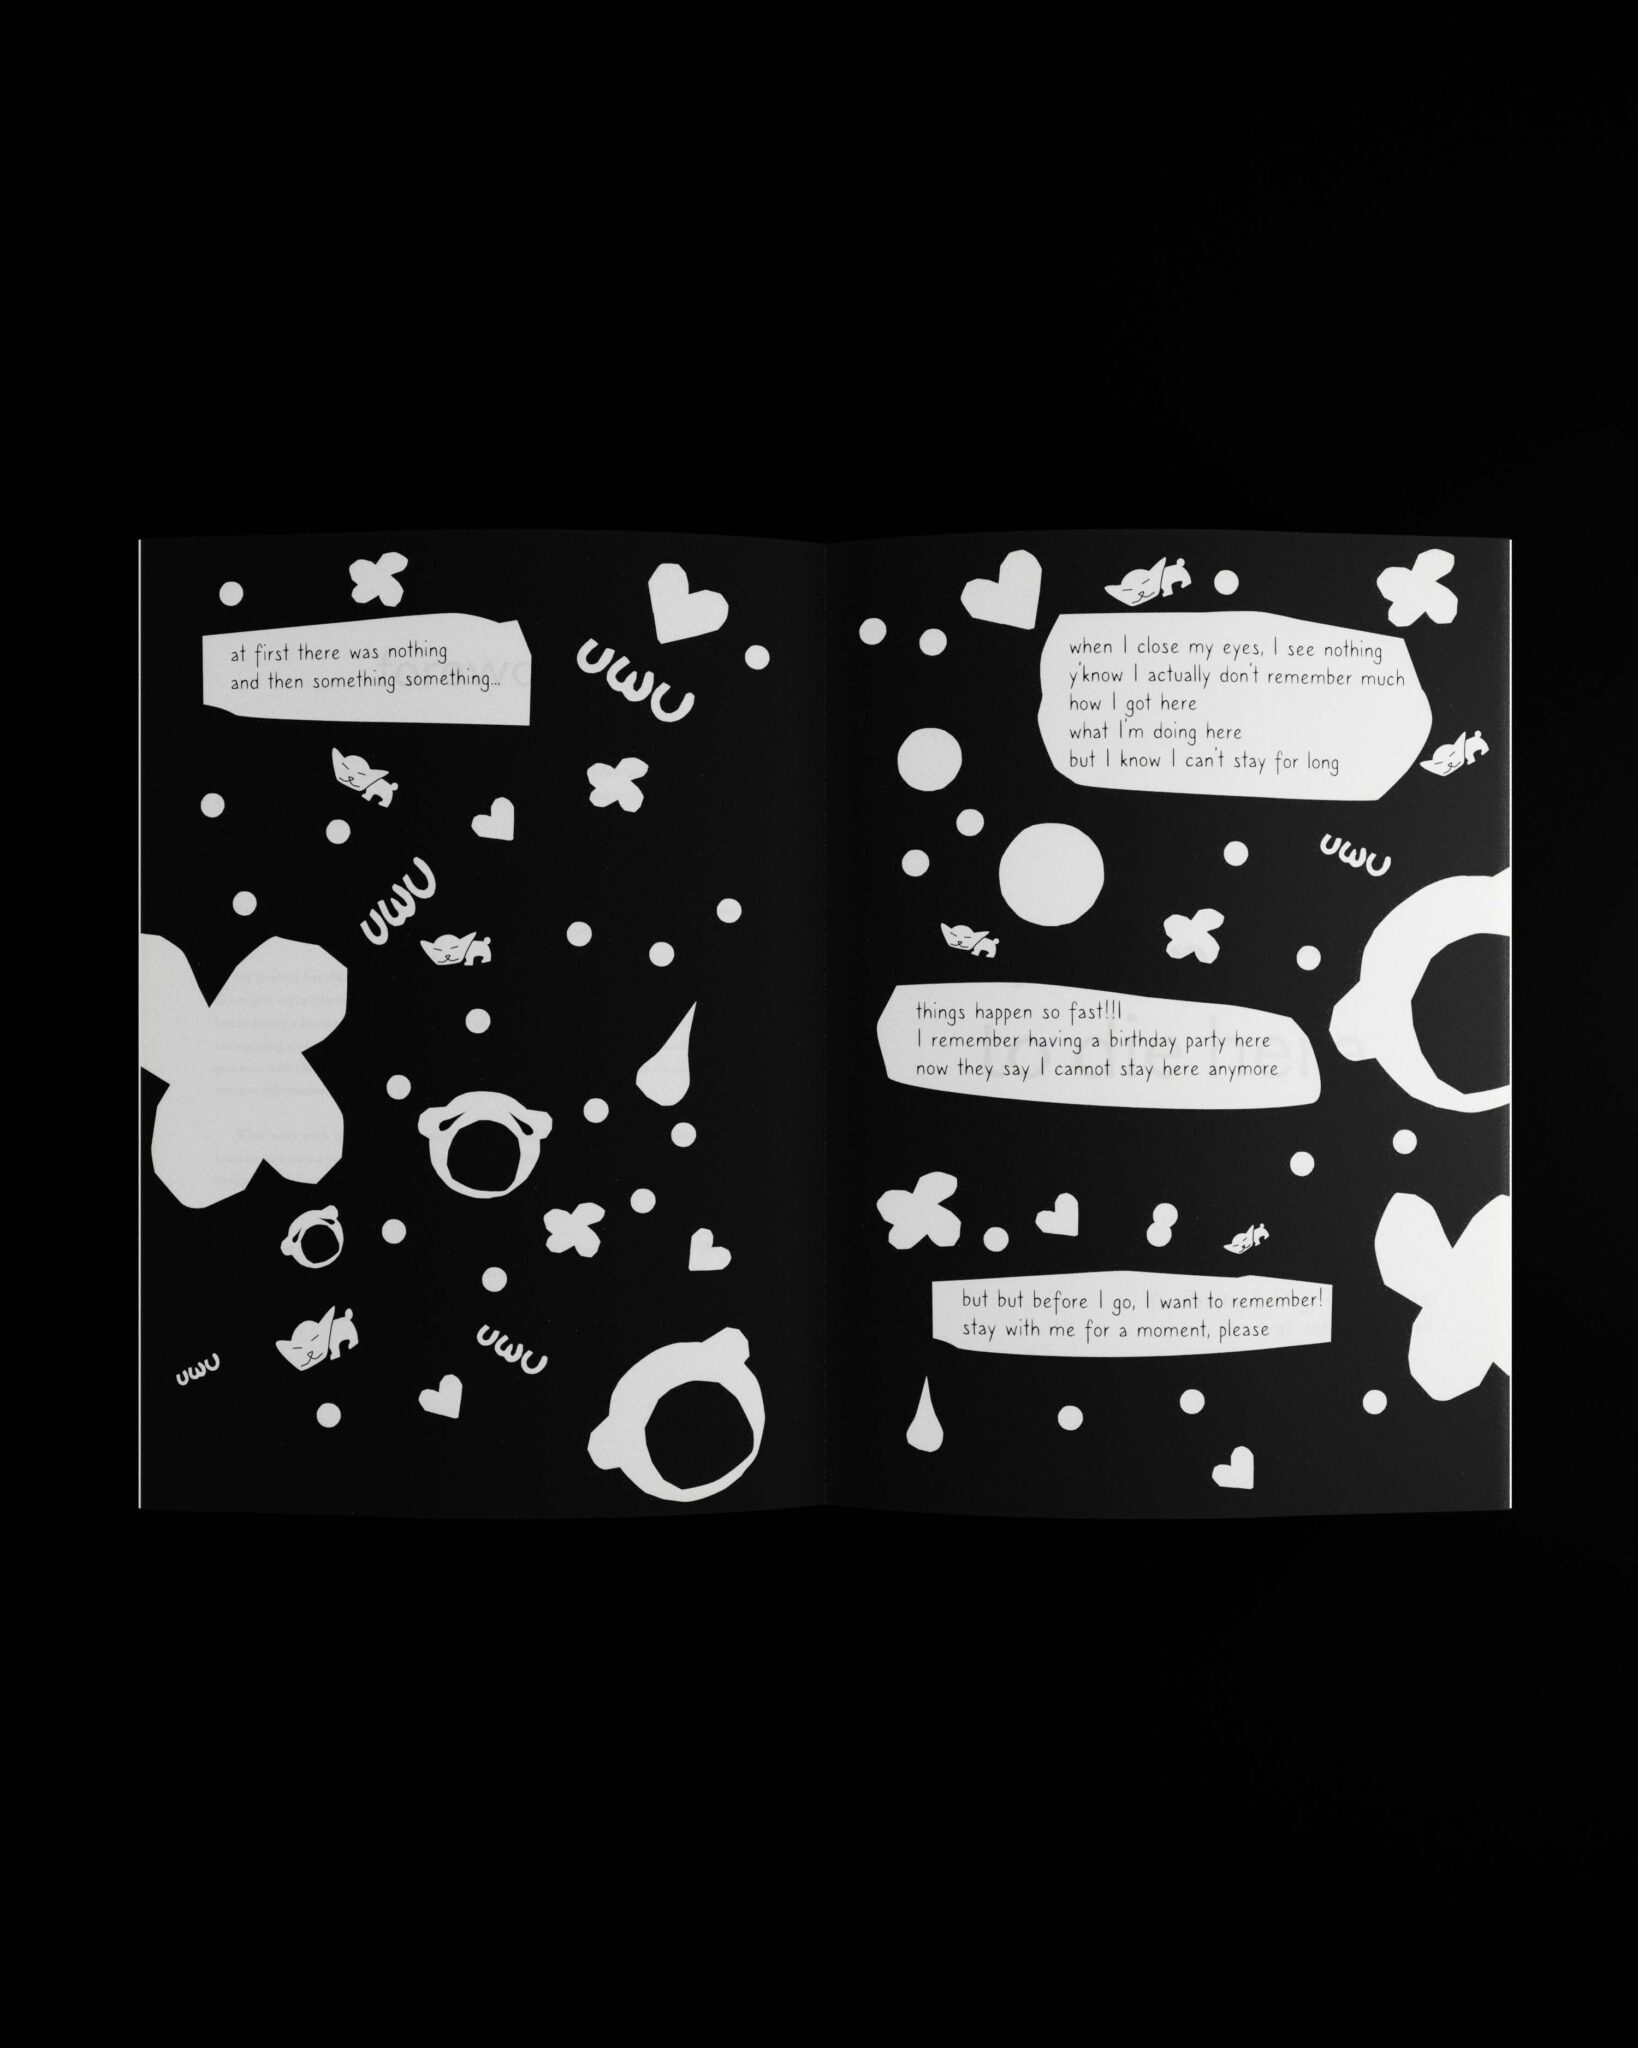 at first there was nothing
and then something something...
uwu
uwu
uwu
uwu
when I close my eyes, I see nothing
y'know I actually don't remember much
how I got here
what I'm doing here
but I know I can't stay for long
uwu
things happen so fast!!!
I remember having a birthday party here
now they say I cannot stay here anymore
but but before I go, I want to remember!
stay with me for a moment, please